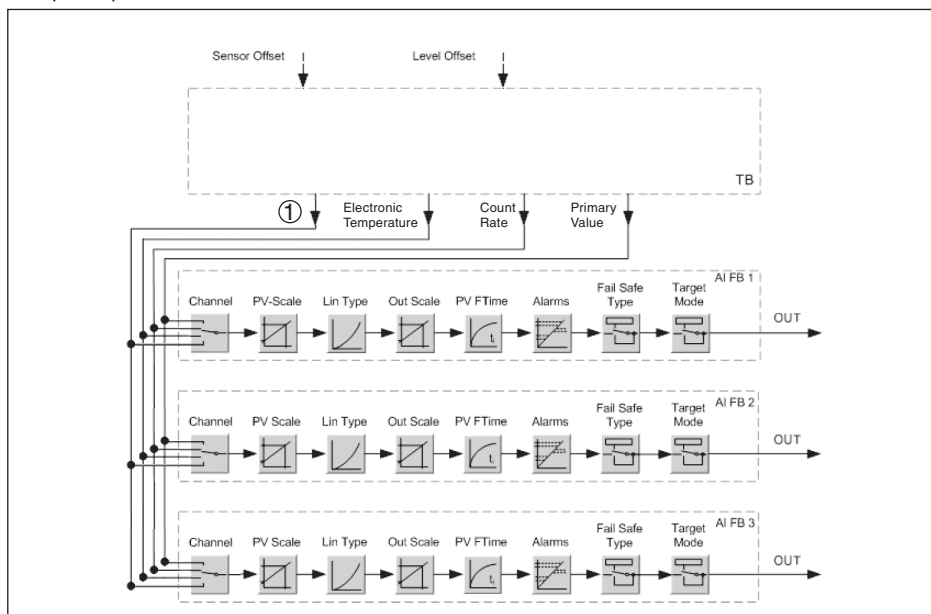 Sensor Offset
Level Offset
TB
①
Electronic
Temperature
Count
Rate
Primary
Value
AI FB 1
Channel
PV-Scale
Lin Type
Out Scale
PV FTime
Alarms
Fail Safe
Type
Target
Mode
OUT
AI FB 2
Channel
PV Scale
Lin Type
Out Scale
PV FTime
Alarms
Fail Safe
Type
Target
Mode
OUT
AI FB 3
Channel
PV Scale
Lin Type
Out Scale
PV FTime
Alarms
Fail Safe
Type
Target
Mode
OUT